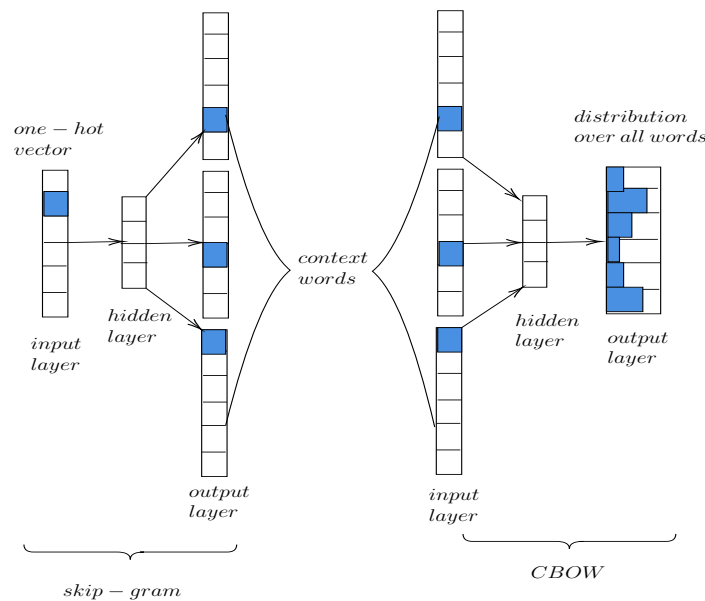 one – hot
vector
input
layer
hidden
layer
output
layer
skip – gram
context
words
input
layer
hidden
layer
distribution
over all words
output
layer
CBOW